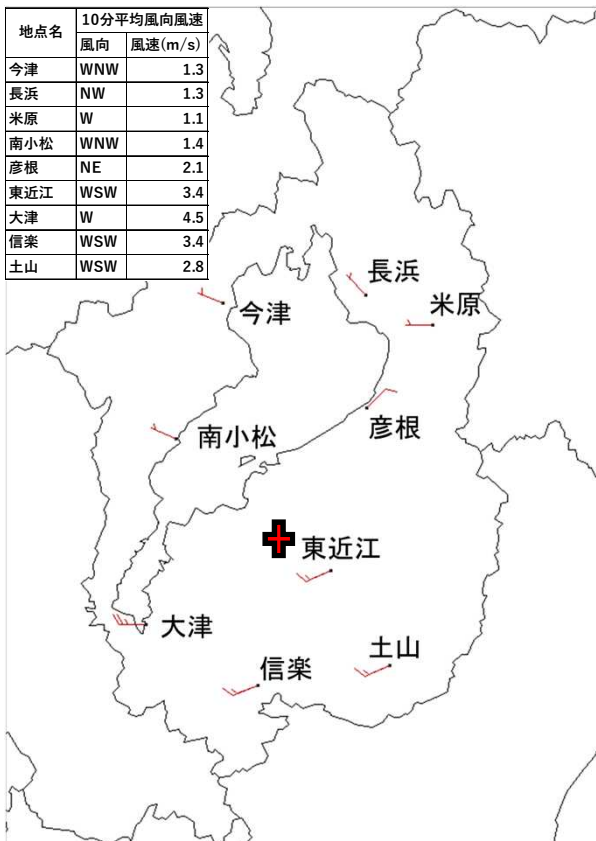 地点名 10分平均風向風速
風向 風速(m/s)
今津 WNW 1.3
長浜 NW 1.3
米原 W 1.1
南小松 WNW 1.4
彦根 NE 2.1
東近江 WSW 3.4
大津 W 4.5
信楽 WSW 3.4
土山 WSW 2.8
長浜
米原
今津
彦根
南小松
東近江
大津
土山
信楽